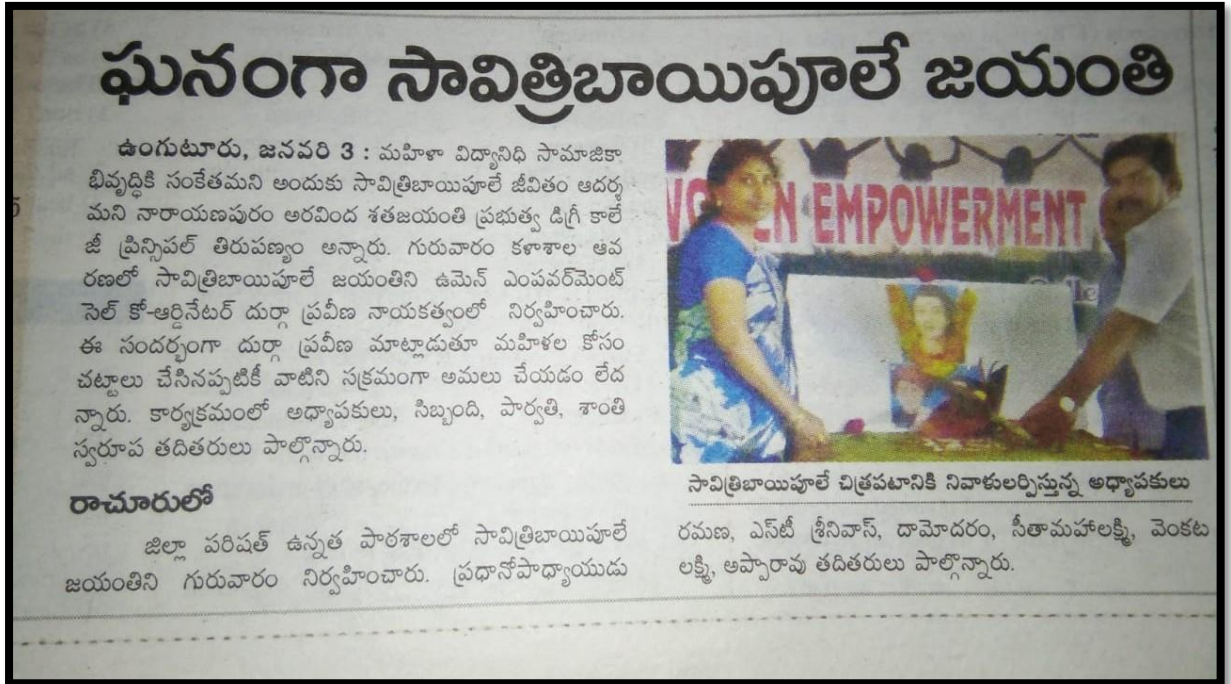 ఘనంగా సావిత్రిబాయిపూలే జయంతి
ఉంగుటూరు, జనవరి 3 : మహిళా విద్యానిధి సామాజికా
భివృద్ధికి సంకేతమని అందుకు సావిత్రిబాయిపూలే జీవితం ఆదర్శ
మని నారాయణపురం అరవింద శతజయంతి ప్రభుత్వ డిగ్రీ కాలే
జీ ప్రిన్సిపల్ తిరుపణ్యం అన్నారు. గురువారం కళాశాల ఆవ
రణలో సావిత్రిబాయిపూలే జయంతిని ఉమెన్ ఎంపవర్‌మెంట్
సెల్ కో-ఆర్డినేటర్ దుర్గా ప్రవీణ నాయకత్వంలో నిర్వహించారు.
ఈ సందర్భంగా దుర్గా ప్రవీణ మాట్లాడుతూ మహిళల కోసం
చట్టాలు చేసినప్పటికీ వాటిని సక్రమంగా అమలు చేయడం లేద
న్నారు. కార్యక్రమంలో అధ్యాపకులు, సిబ్బంది, పార్వతి, శాంతి
స్వరూప తదితరులు పాల్గొన్నారు.
రాచూరులో
జిల్లా పరిషత్ ఉన్నత పాఠశాలలో సావిత్రిబాయిపూలే
జయంతిని గురువారం నిర్వహించారు. ప్రధానోపాధ్యాయుడు
EMPOWERMENT
సావిత్రిబాయిపూలే చిత్రపటానికి నివాళులర్పిస్తున్న అధ్యాపకులు
రమణ, ఎస్‌టీ శ్రీనివాస్, దామోదరం, సీతామహాలక్ష్మి, వెంకట
లక్ష్మి, అప్పారావు తదితరులు పాల్గొన్నారు.